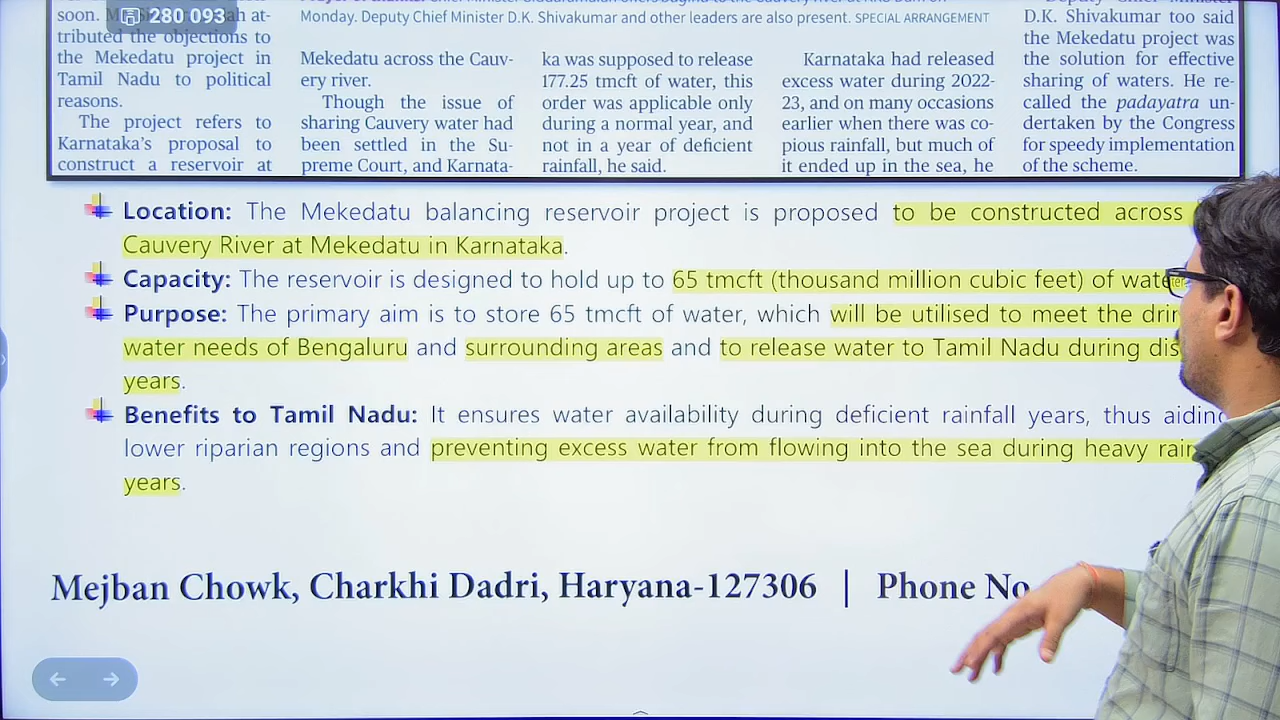 280 093
soon. M ah at-
tributed the objections to
the Mekedatu project in
Tamil Nadu to political
reasons.
The project refers to
Karnataka's proposal to
construct a reservoir at
Monday. Deputy Chief Minister D.K. Shivakumar and other leaders are also present. SPECIAL ARRANGEMENT
Mekedatu across the Cauv-
ery river.
Though the issue of
sharing Cauvery water had
been settled in the Su-
preme Court, and Karnata-
ka was supposed to release
177.25 tmcft of water, this
order was applicable only
during a normal year, and
not in a year of deficient
rainfall, he said.
Karnataka had released
excess water during 2022-
23, and on many occasions
earlier when there was co-
pious rainfall, but much of
it ended up in the sea, he
D.K. Shivakumar too said
the Mekedatu project was
the solution for effective
sharing of waters. He re-
called the padayatra un-
dertaken by the Congress
for speedy implementation
of the scheme.
Location: The Mekedatu balancing reservoir project is proposed to be constructed across
Cauvery River at Mekedatu in Karnataka.
Capacity: The reservoir is designed to hold up to 65 tmcft (thousand million cubic feet) of wate
Purpose: The primary aim is to store 65 tmcft of water, which will be utilised to meet the drin
water needs of Bengaluru and surrounding areas and to release water to Tamil Nadu during dis
years.
Benefits to Tamil Nadu: It ensures water availability during deficient rainfall years, thus aiding
lower riparian regions and preventing excess water from flowing into the sea during heavy rain
years.
Mejban Chowk, Charkhi Dadri, Haryana-127306 | Phone No